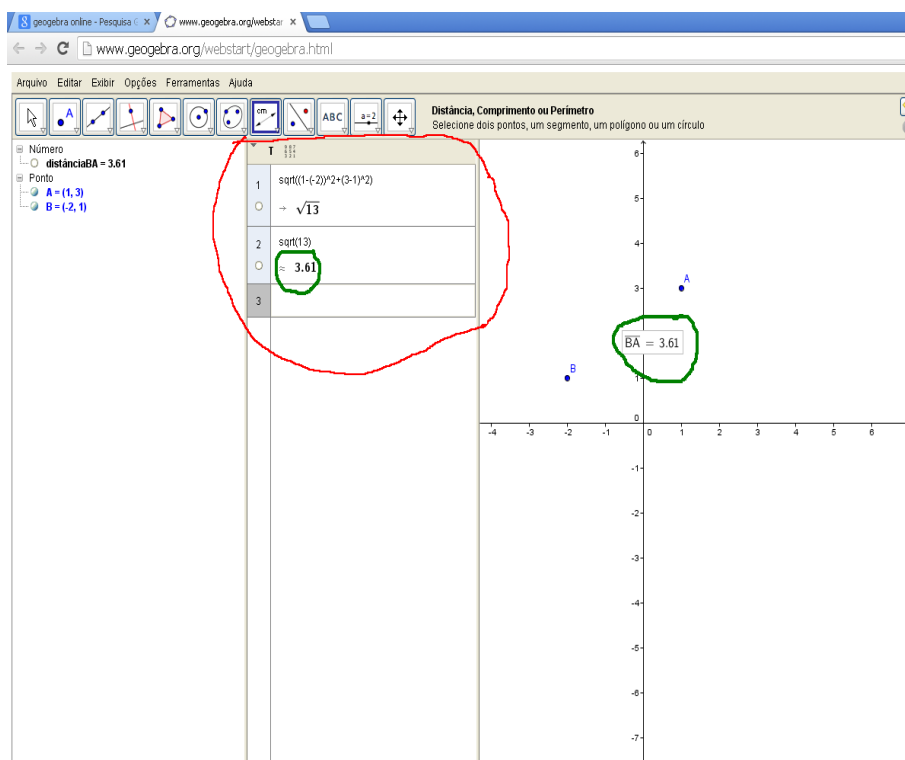 geogebra online - Pesquisa G
www.geogebra.org/webstar
www.geogebra.org/webstart/geogebra.html
Arquivo Editar Exibir Opções Ferramentas Ajuda
A
cm
ABC
a=2
Distância, Comprimento ou Perímetro
Selecione dois pontos, um segmento, um polígono ou um círculo
Número
distánciaBA = 3.61
Ponto
A = (1, 3)
B = (-2, 1)
T
1
sqrt((1-(-2))^2+(3-1)^2)
→ √13
2
sqrt(13)
≈ 3.61
3
6
5
4
A
3
BA = 3.61
B
1
0
-4 -3 -2 -1 0 1 2 3 4 5 6
-1
-2
-3
-4
-5
-6
-7